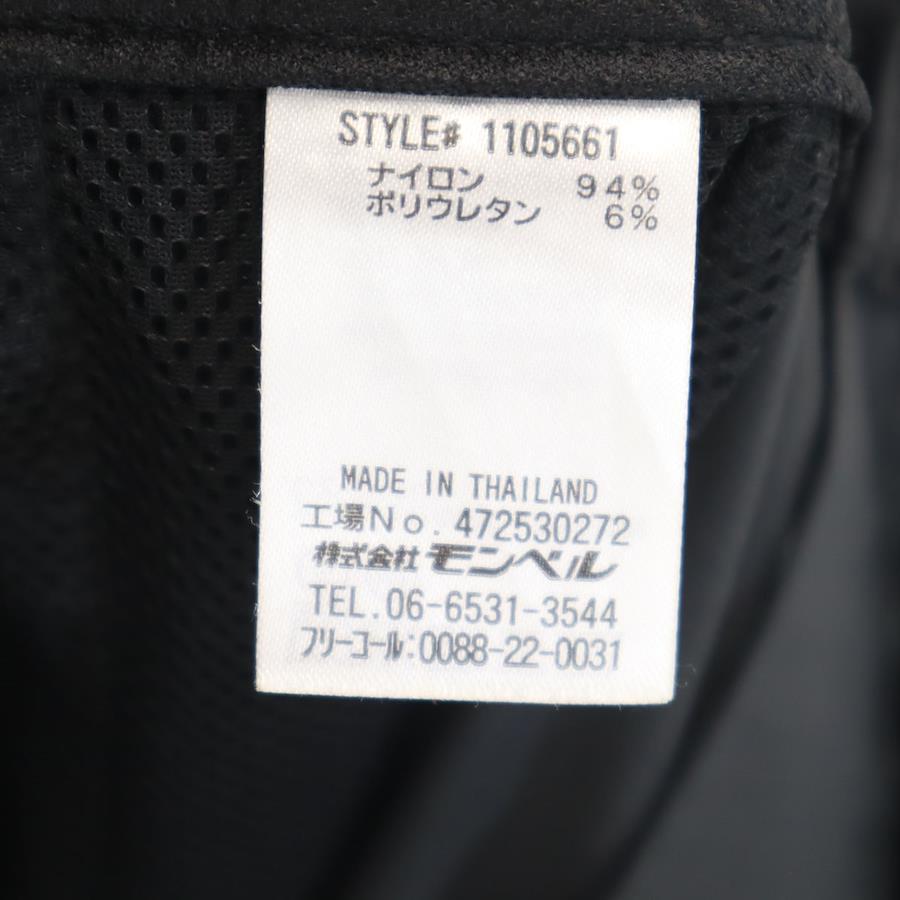 STYLE# 1105661
ナイロン 94%
ポリウレタン 6%
MADE IN THAILAND
工場No. 472530272
株式会社モンベル
TEL.06-6531-3544
フリーコール:0088-22-0031